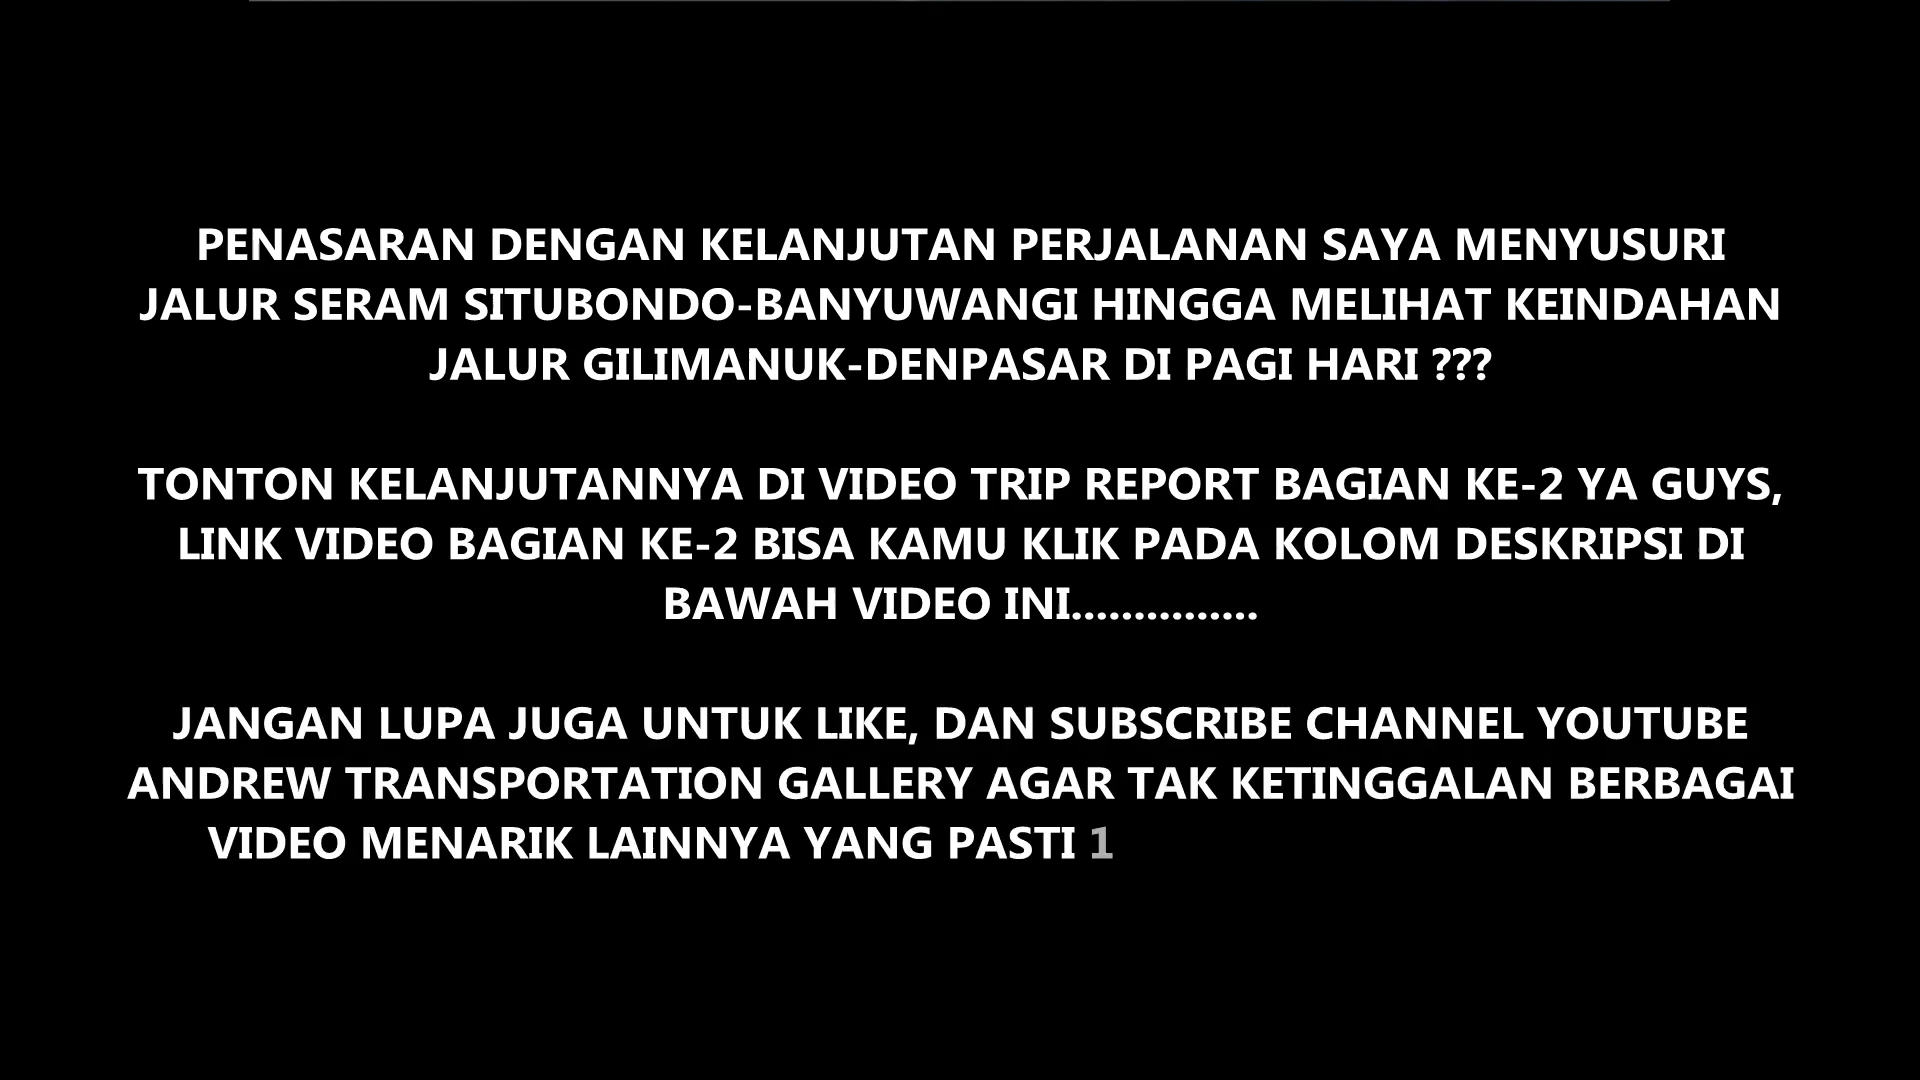 PENASARAN DENGAN KELANJUTAN PERJALANAN SAYA MENYUSURI
JALUR SERAM SITUBONDO-BANYUWANGI HINGGA MELIHAT KEINDAHAN
JALUR GILIMANUK-DENPASAR DI PAGI HARI ???
TONTON KELANJUTANNYA DI VIDEO TRIP REPORT BAGIAN KE-2 YA GUYS,
LINK VIDEO BAGIAN KE-2 BISA KAMU KLIK PADA KOLOM DESKRIPSI DI
BAWAH VIDEO INI...............
JANGAN LUPA JUGA UNTUK LIKE, DAN SUBSCRIBE CHANNEL YOUTUBE
ANDREW TRANSPORTATION GALLERY AGAR TAK KETINGGALAN BERBAGAI
VIDEO MENARIK LAINNYA YANG PASTI 1